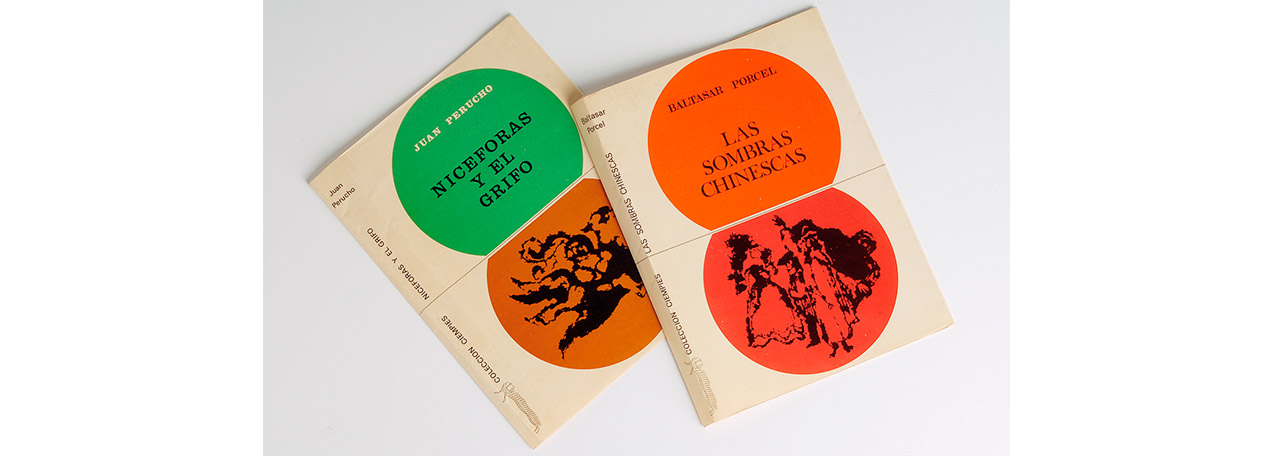 JUAN PERUCHO
NICEFORAS
Y EL
GRIFO
Juan
Perucho
NICEFORAS Y EL GRIFO
COLECCION CIEMPIES
BALTASAR PORCEL
LAS
SOMBRAS
CHINESCAS
Baltasar
Porcel
LAS SOMBRAS CHINESCAS
COLECCION CIEMPIES